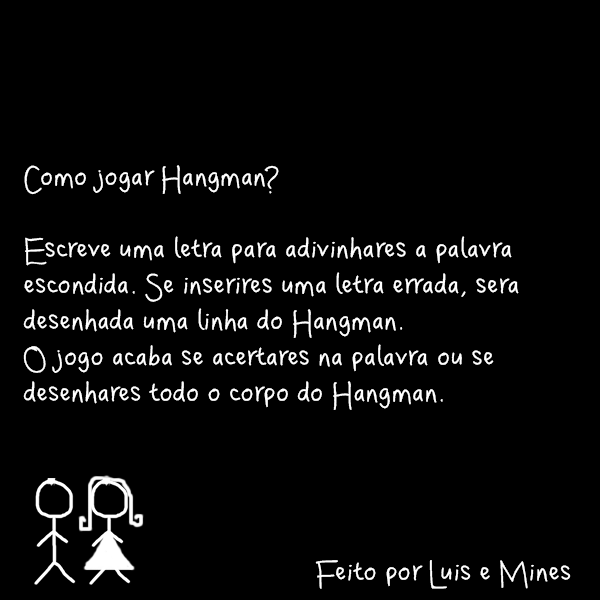 Como jogar Hangman?
Escreve uma letra para adivinhares a palavra
escondida. Se inserires uma letra errada, sera
desenhada uma linha do Hangman.
O jogo acaba se acertares na palavra ou se
desenhares todo o corpo do Hangman.
Feito por Luis e Mines